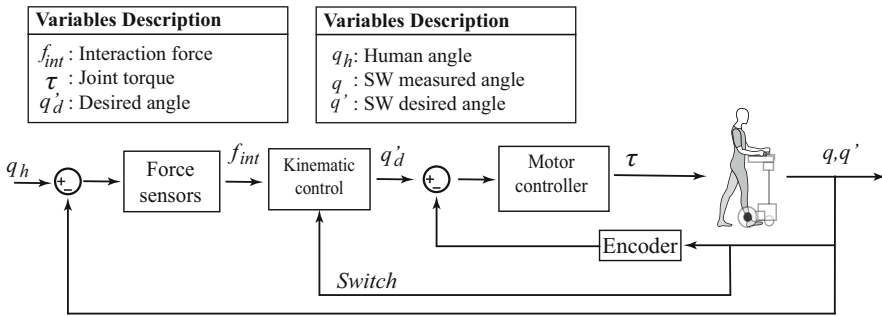 Variables Description
f_int : Interaction force
τ : Joint torque
q'_d : Desired angle
Variables Description
q_h : Human angle
q : SW measured angle
q' : SW desired angle
q_h
+
−
Force
sensors
f_int
Kinematic
control
q'_d
+
−
Motor
controller
τ
q,q'
Encoder
Switch